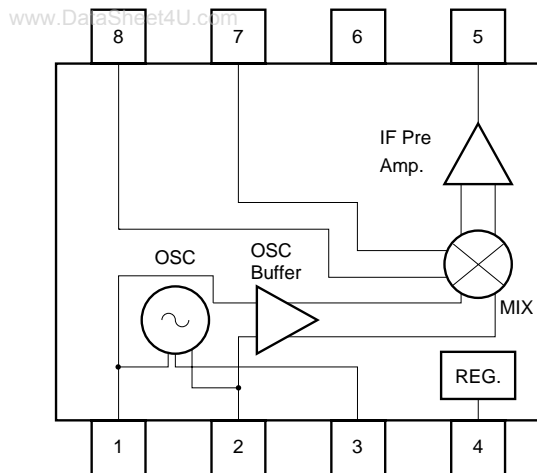 www.DataSheet4U.com
8 7 6 5
IF Pre
Amp.
OSC
OSC
Buffer
MIX
REG.
1 2 3 4